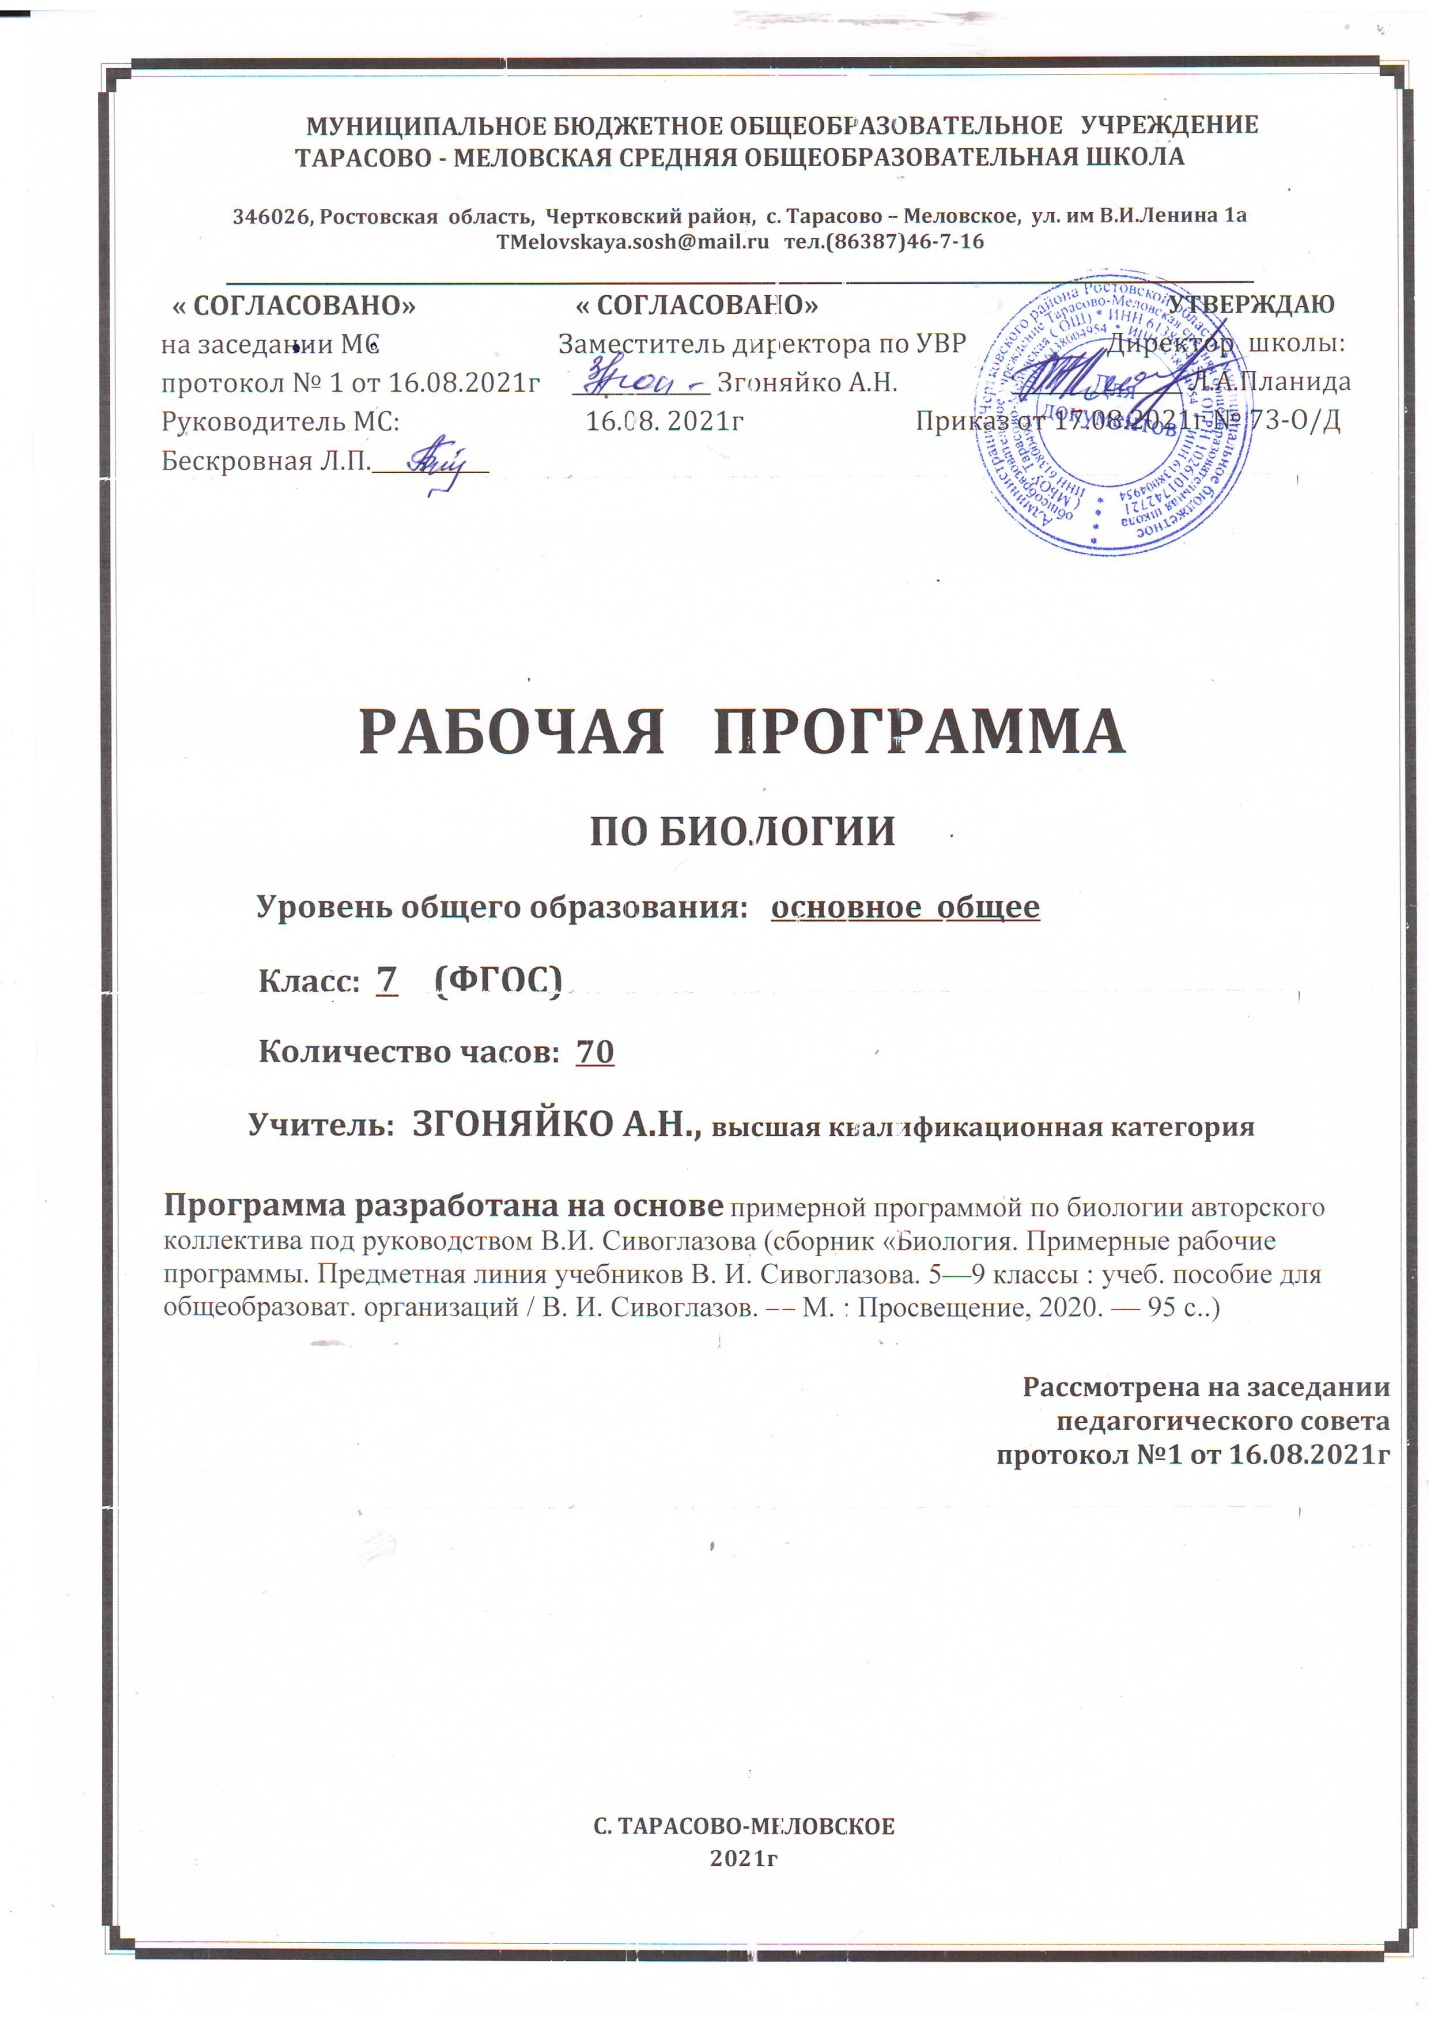 МУНИЦИПАЛЬНОЕ БЮДЖЕТНОЕ ОБЩЕОБРАЗОВАТЕЛЬНОЕ УЧРЕЖДЕНИЕ
ТАРАСОВО - МЕЛОВСКАЯ СРЕДНЯЯ ОБЩЕОБРАЗОВАТЕЛЬНАЯ ШКОЛА
346026, Ростовская область, Чертковский район, с. Тарасово – Меловское, ул. им В.И.Ленина 1а
TMelovskaya.sosh@mail.ru тел.(86387)46-7-16
« СОГЛАСОВАНО» « СОГЛАСОВАНО» УТВЕРЖДАЮ
на заседании МС Заместитель директора по УВР Директор школы:
протокол № 1 от 16.08.2021г Згоняйко А.Н. Л.А.Планида
Руководитель МС: 16.08. 2021г Приказ от 17.08.2021г № 73-О/Д
Бескровная Л.П.
Для
документов
РАБОЧАЯ ПРОГРАММА
ПО БИОЛОГИИ
Уровень общего образования: основное общее
Класс: 7 (ФГОС)
Количество часов: 70
Учитель: ЗГОНЯЙКО А.Н., высшая квалификационная категория
Программа разработана на основе примерной программой по биологии авторского
коллектива под руководством В.И. Сивоглазова (сборник «Биология. Примерные рабочие
программы. Предметная линия учебников В. И. Сивоглазова. 5—9 классы : учеб. пособие для
общеобразоват. организаций / В. И. Сивоглазов. — М. : Просвещение, 2020. — 95 с..)
Рассмотрена на заседании
педагогического совета
протокол №1 от 16.08.2021г
С. ТАРАСОВО-МЕЛОВСКОЕ
2021г